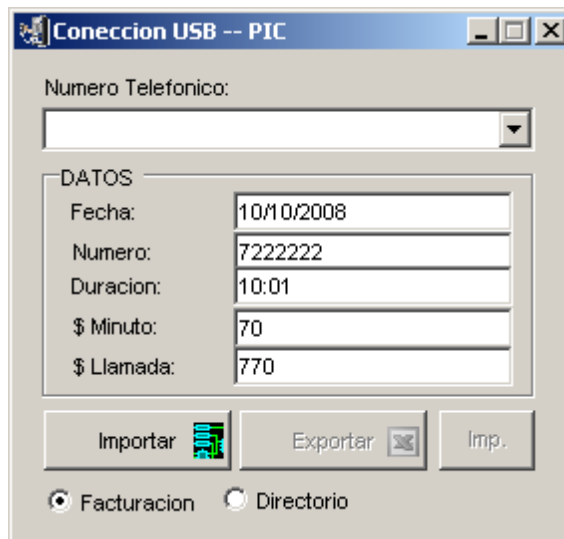 Coneccion USB -- PIC
Numero Telefonico:
DATOS
Fecha: 10/10/2008
Numero: 7222222
Duracion: 10:01
$ Minuto: 70
$ Llamada: 770
Importar Exportar Imp.
Facturacion Directorio